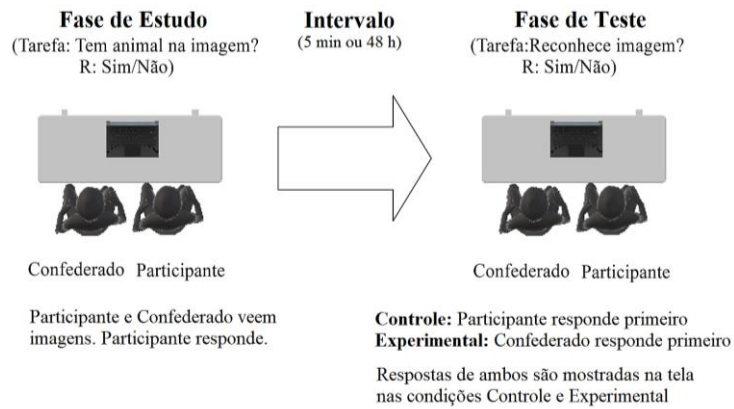 Fase de Estudo
(Tarefa: Tem animal na imagem?
R: Sim/Não)
Intervalo
(5 min ou 48 h)
Fase de Teste
(Tarefa:Reconhece imagem?
R: Sim/Não)
Confederado Participante
Confederado Participante
Participante e Confederado veem
imagens. Participante responde.
Controle: Participante responde primeiro
Experimental: Confederado responde primeiro
Respostas de ambos são mostradas na tela
nas condições Controle e Experimental